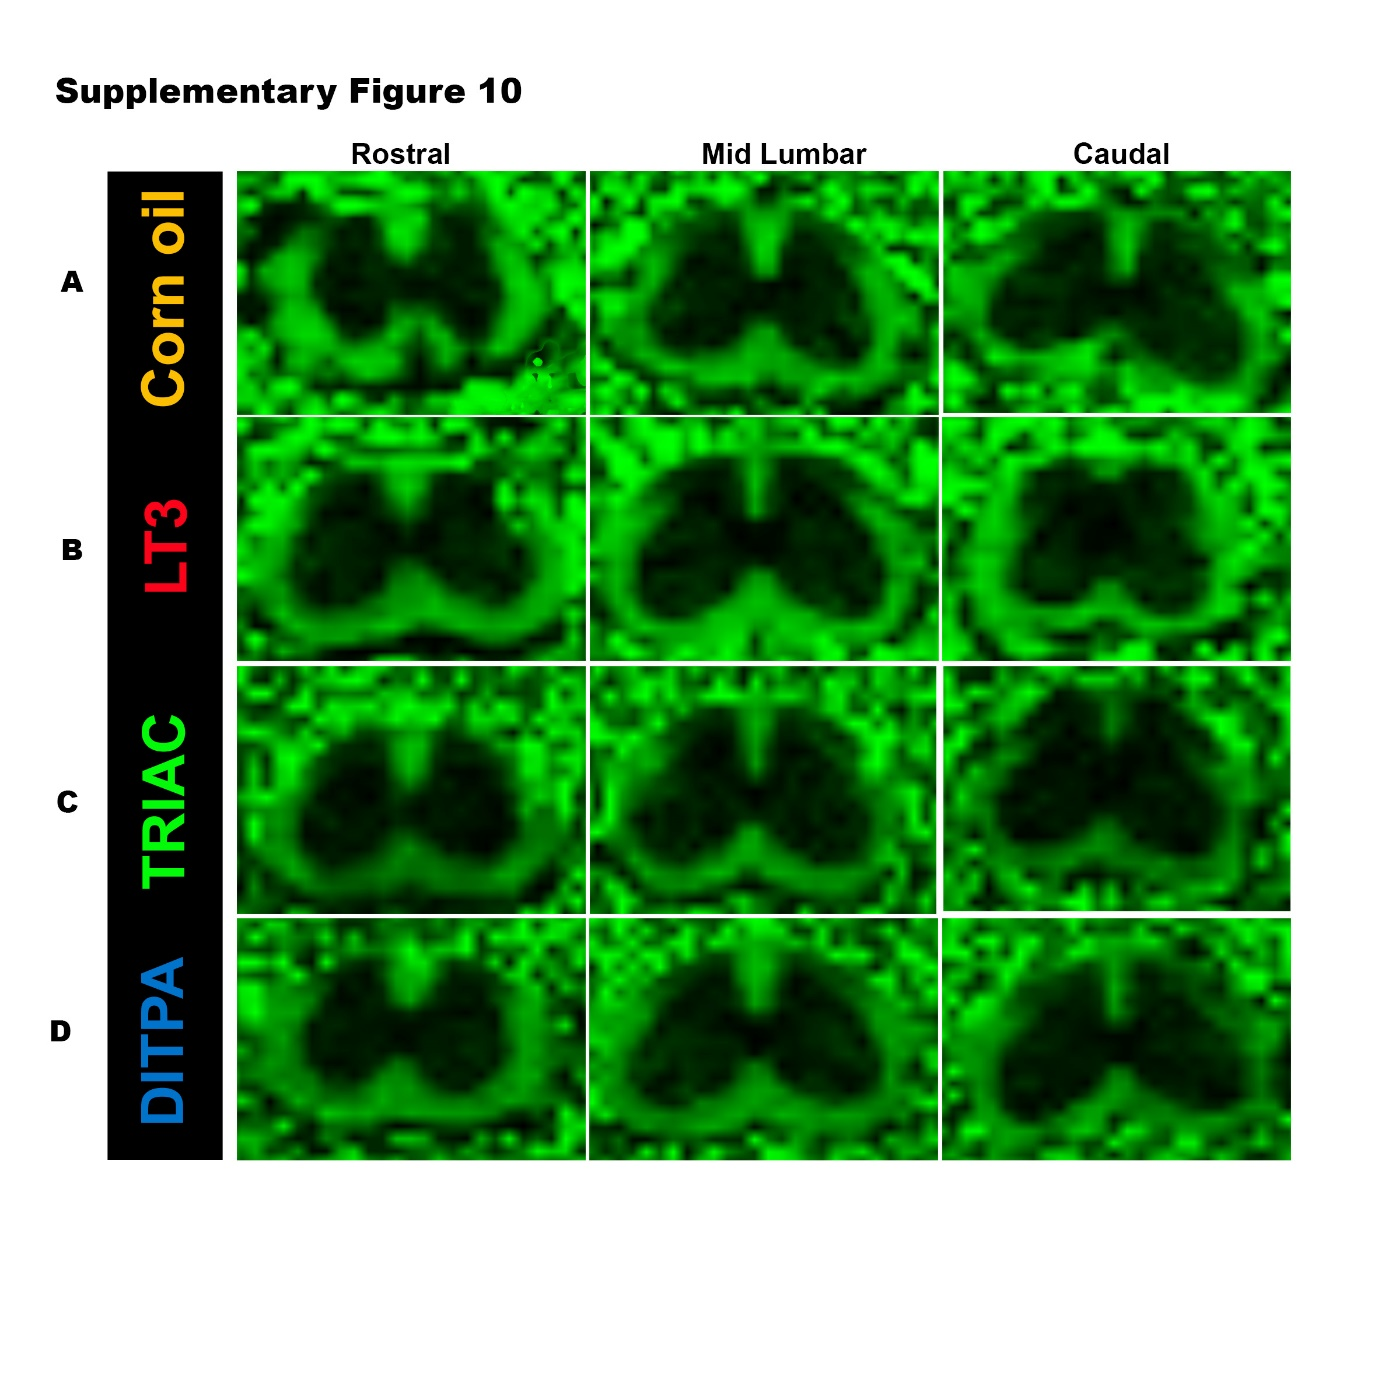 Supplementary Figure 10
Rostral Mid Lumbar Caudal
A Corn oil
B LT3
C TRIAC
D DITPA